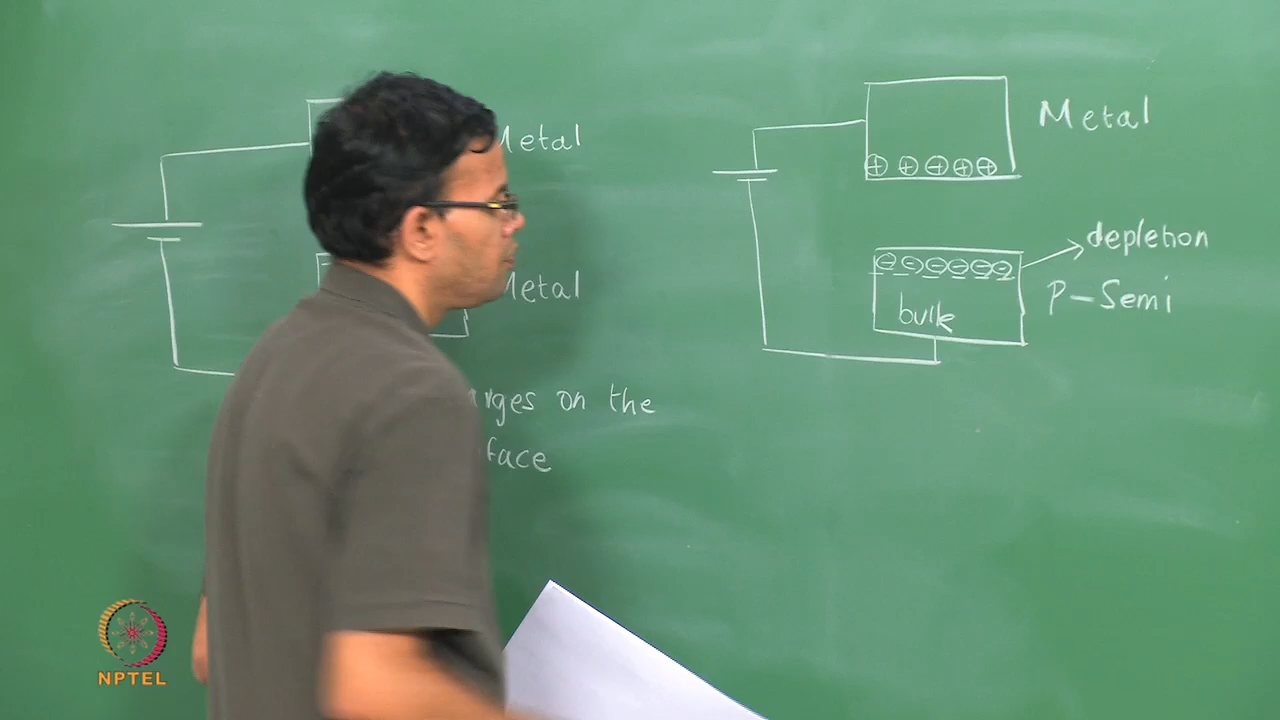 Metal
Metal
arges on the
face
Metal
⊕ ⊕ ⊕ ⊕ ⊕
depletion
⊖ ⊖ ⊖ ⊖ ⊖ ⊖
P-Semi
bulk
NPTEL